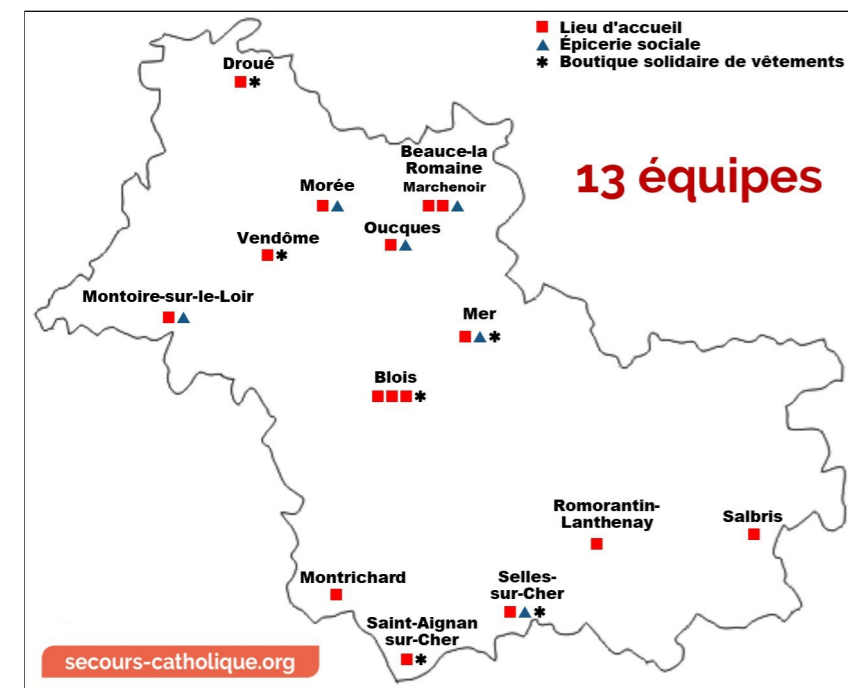 Lieu d'accueil
Épicerie sociale
Boutique solidaire de vêtements
13 équipes
Droué
Beauce-la
Romaine
Marchenoir
Morée
Oucques
Vendôme
Montoire-sur-le-Loir
Mer
Blois
Romorantin-
Lanthenay
Salbris
Montrichard
Selles-
sur-Cher
Saint-Aignan
sur-Cher
secours-catholique.org